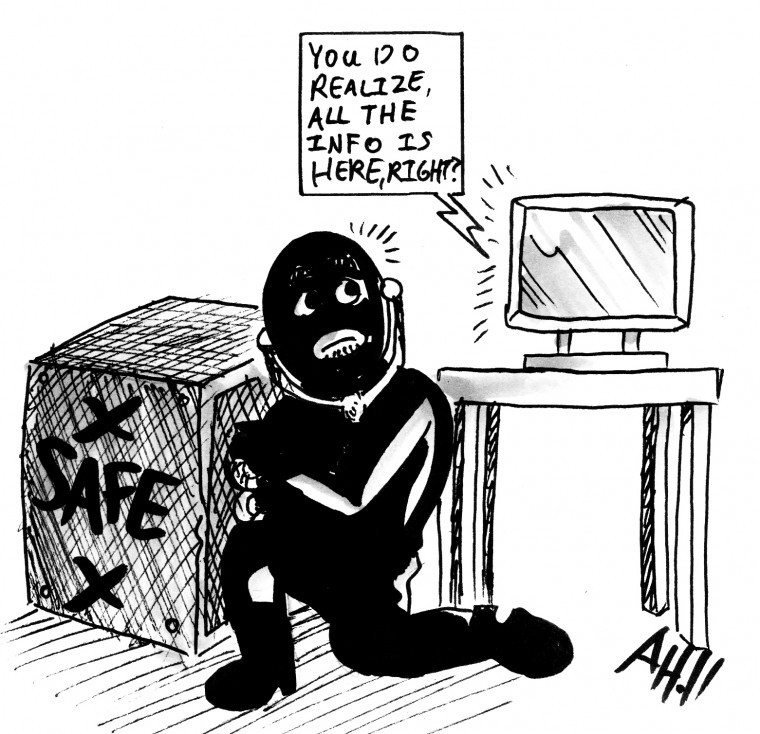 YOU DO
REALIZE,
ALL THE
INFO IS
HERE, RIGHT?
X
SAFE
X
AH.11